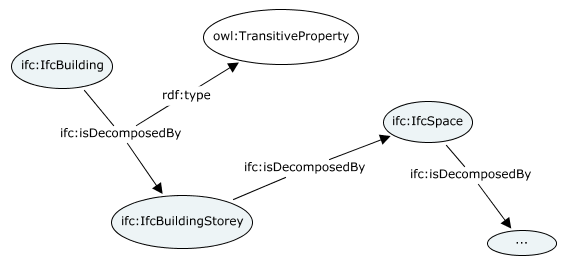 owl:TransitiveProperty
ifc:IfcBuilding
rdf:type
ifc:isDecomposedBy
ifc:IfcSpace
ifc:isDecomposedBy
ifc:isDecomposedBy
ifc:IfcBuildingStorey
...